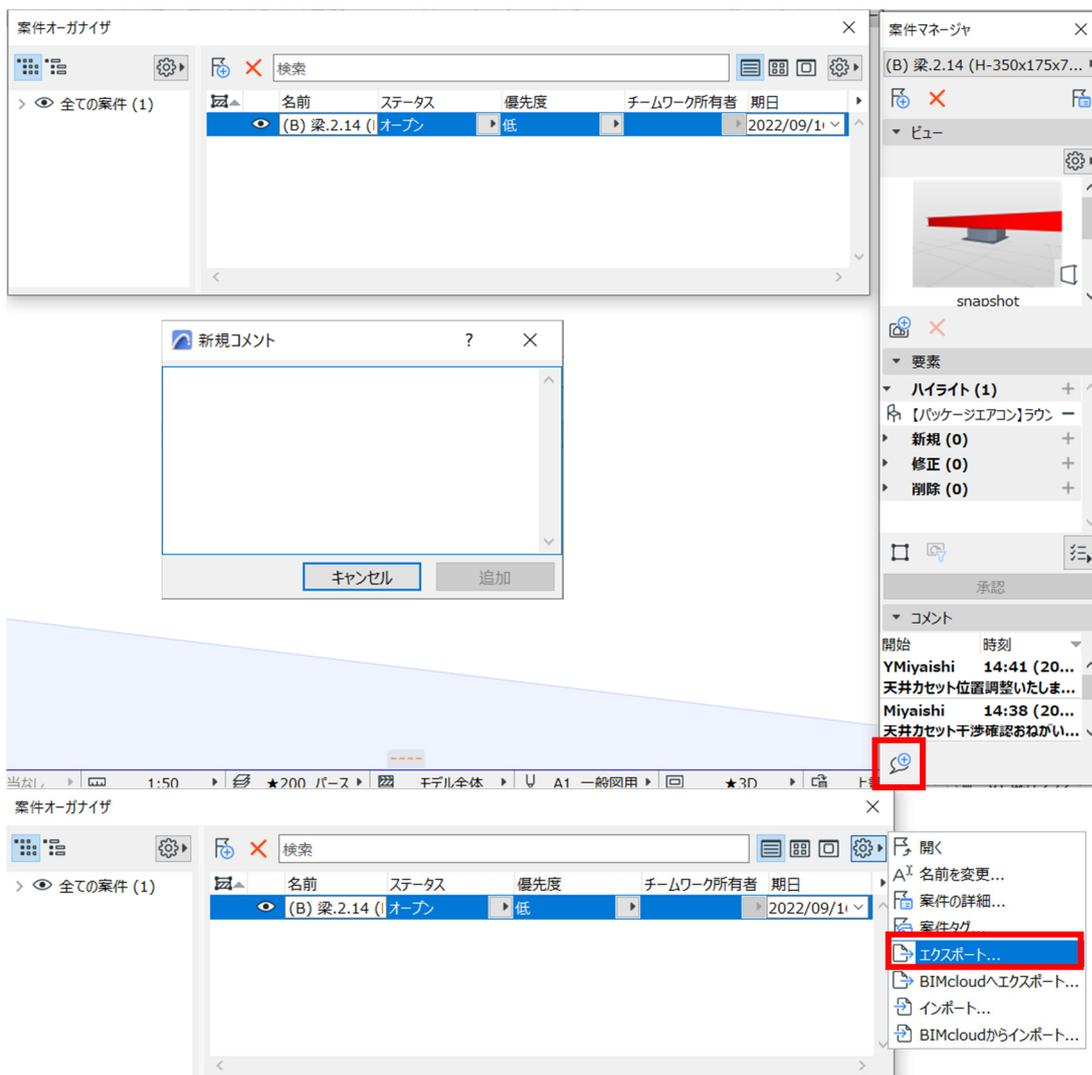 案件オーガナイザ
検索
全ての案件 (1)
名前 ステータス 優先度 チームワーク所有者 期日
(B) 梁.2.14 ( オープン 低 2022/09/1
案件マネージャ
(B) 梁.2.14 (H-350x175x7...
ビュー
snapshot
要素
ハイライト (1)
【パッケージエアコン】ラウン
新規 (0)
修正 (0)
削除 (0)
承認
コメント
開始 時刻
YMiyaishi 14:41 (20...
天井カセット位置調整いたしま...
Miyaishi 14:38 (20...
天井カセット干渉確認おねがい...
新規コメント ?
キャンセル 追加
当なし 1:50 ★200 パース モデル全体 A1 一般図用 ★3D
案件オーガナイザ
検索
全ての案件 (1)
名前 ステータス 優先度 チームワーク所有者 期日
(B) 梁.2.14 ( オープン 低 2022/09/1
開く
名前を変更...
案件の詳細...
案件タグ...
エクスポート...
BIMcloudへエクスポート...
インポート...
BIMcloudからインポート...